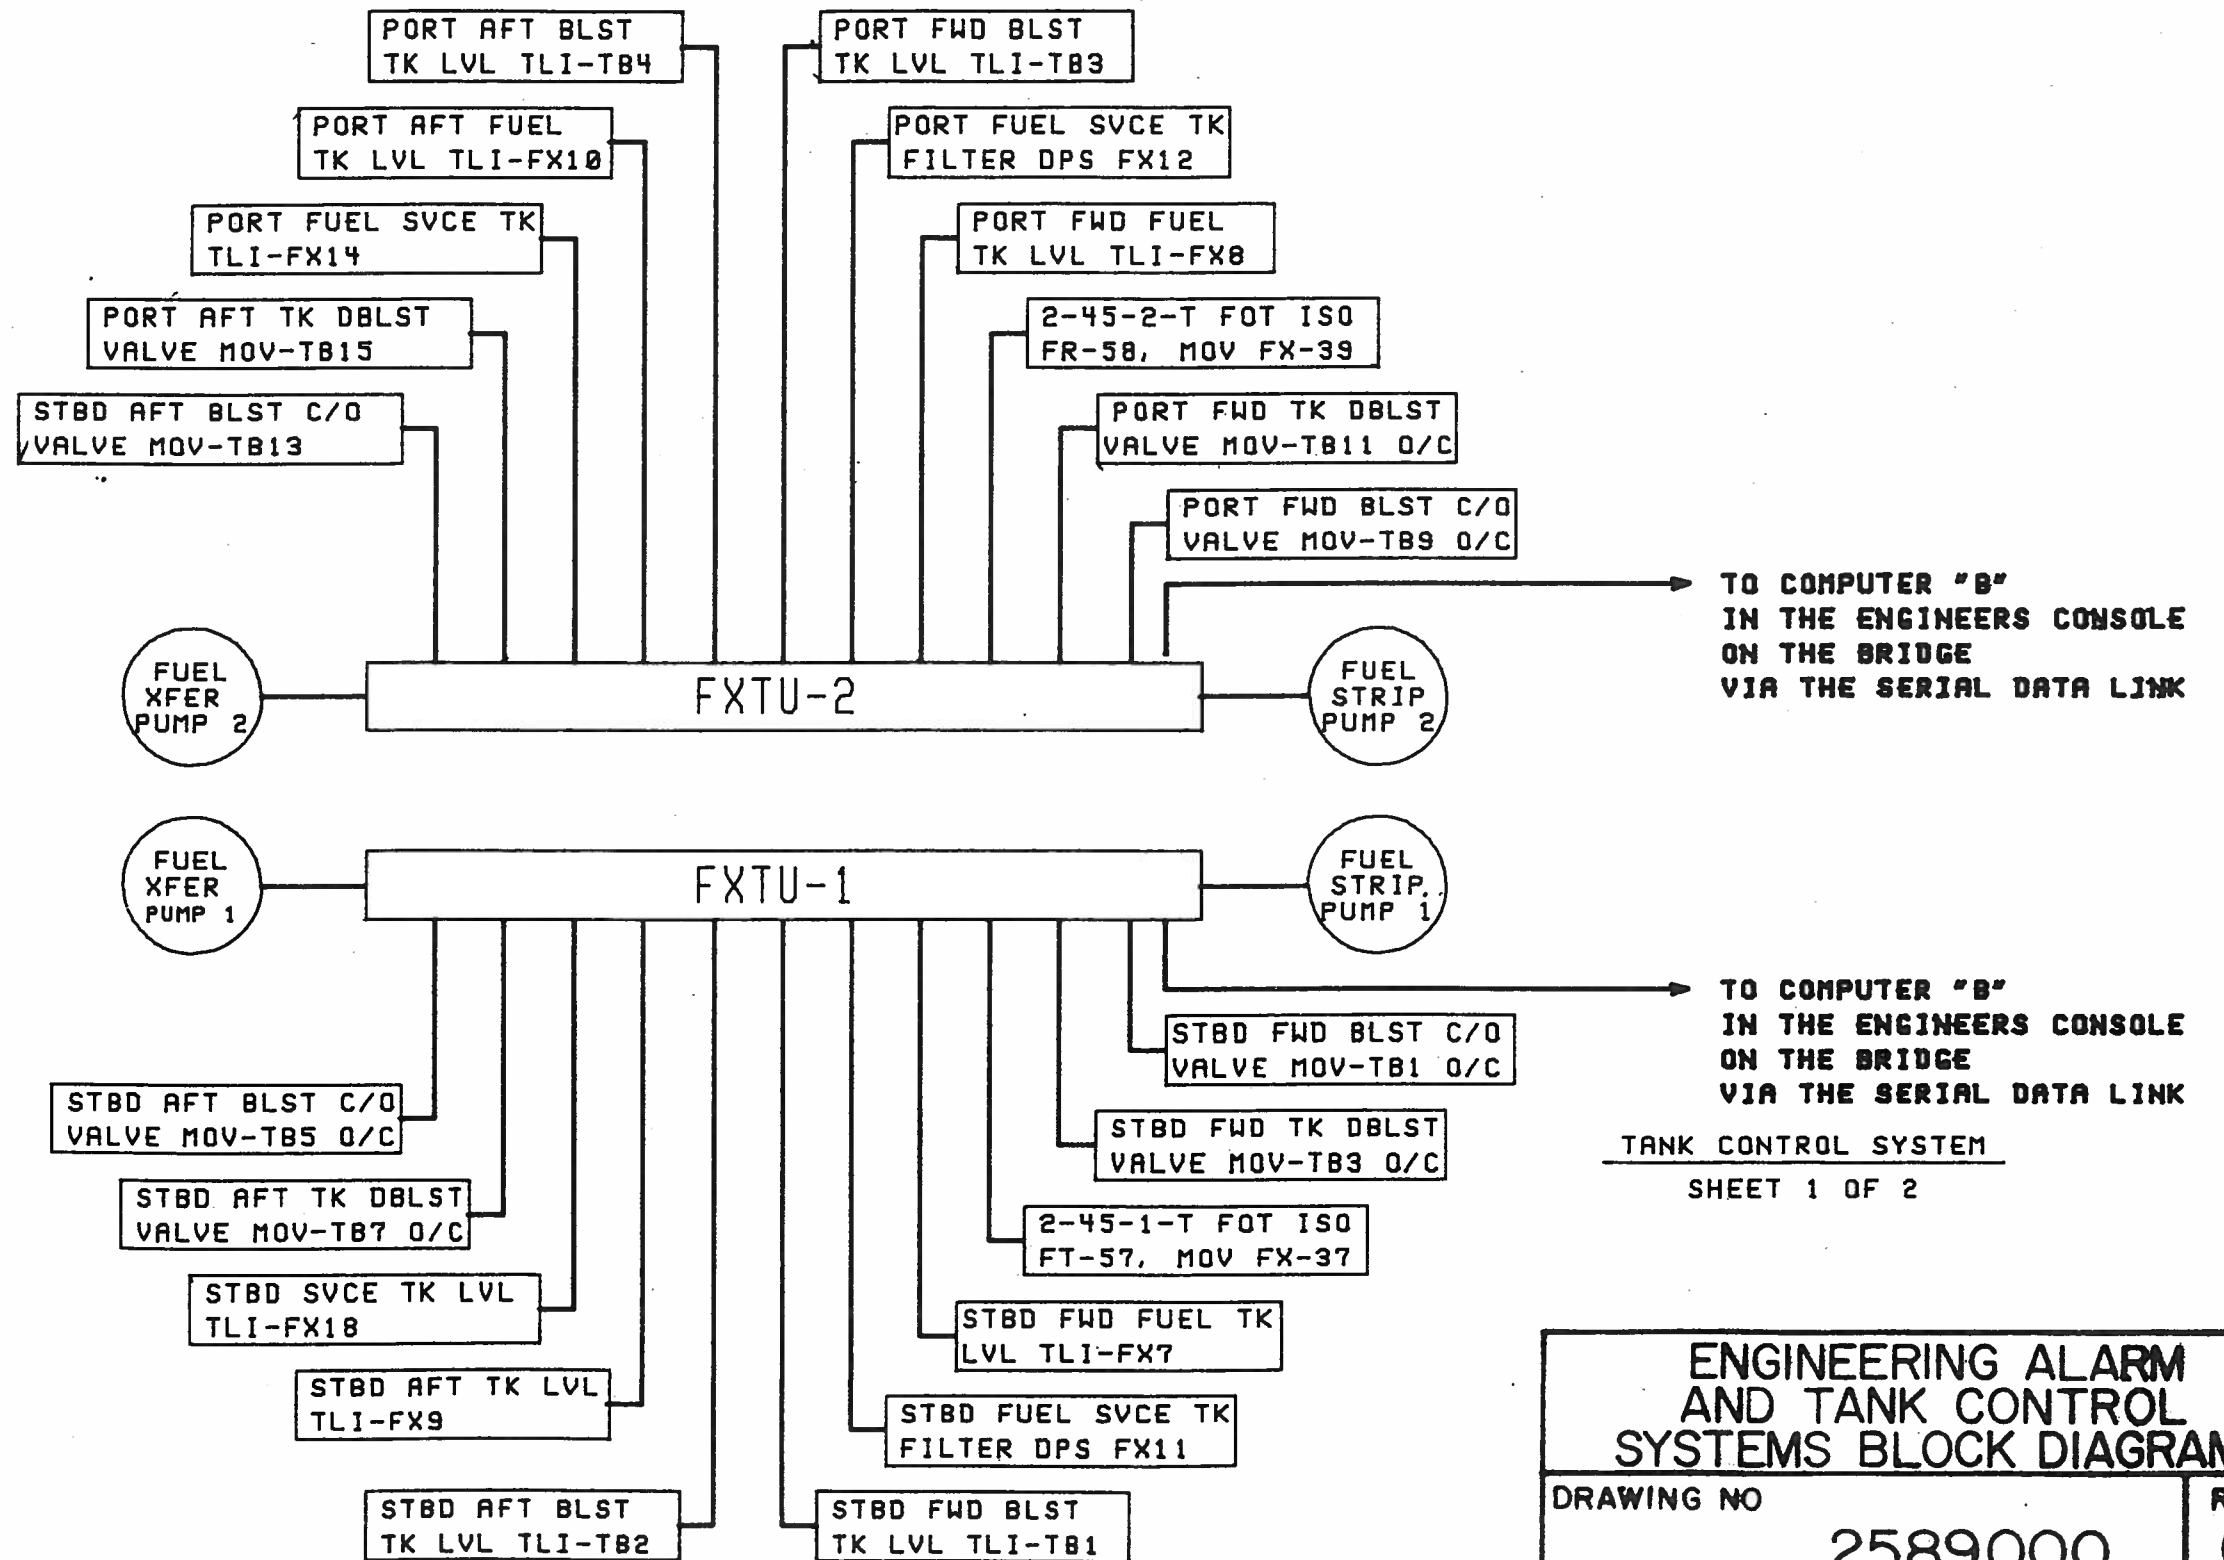 PORT AFT BLST
TK LVL TLI-TB4
PORT FWD BLST
TK LVL TLI-TB3
PORT AFT FUEL
TK LVL TLI-FX10
PORT FUEL SVCE TK
FILTER DPS FX12
PORT FUEL SVCE TK
TLI-FX14
PORT FWD FUEL
TK LVL TLI-FX8
PORT AFT TK DBLST
VALVE MOV-TB15
2-45-2-T FOT ISO
FR-58, MOV FX-39
STBD AFT BLST C/O
VALVE MOV-TB13
PORT FWD TK DBLST
VALVE MOV-TB11 O/C
PORT FWD BLST C/O
VALVE MOV-TB9 O/C
TO COMPUTER "B"
IN THE ENGINEERS CONSOLE
ON THE BRIDGE
VIA THE SERIAL DATA LINK
FUEL
XFER
PUMP 2
FXTU-2
FUEL
STRIP
PUMP 2
FUEL
XFER
PUMP 1
FXTU-1
FUEL
STRIP
PUMP 1
TO COMPUTER "B"
IN THE ENGINEERS CONSOLE
ON THE BRIDGE
VIA THE SERIAL DATA LINK
STBD FWD BLST C/O
VALVE MOV-TB1 O/C
STBD AFT BLST C/O
VALVE MOV-TB5 O/C
STBD FWD TK DBLST
VALVE MOV-TB3 O/C
TANK CONTROL SYSTEM
SHEET 1 OF 2
STBD AFT TK DBLST
VALVE MOV-TB7 O/C
2-45-1-T FOT ISO
FT-57, MOV FX-37
STBD SVCE TK LVL
TLI-FX18
STBD FWD FUEL TK
LVL TLI-FX7
STBD AFT TK LVL
TLI-FX9
STBD FUEL SVCE TK
FILTER DPS FX11
STBD AFT BLST
TK LVL TLI-TB2
STBD FWD BLST
TK LVL TLI-TB1
ENGINEERING ALARM
AND TANK CONTROL
SYSTEMS BLOCK DIAGRAM
DRAWING NO
2589000